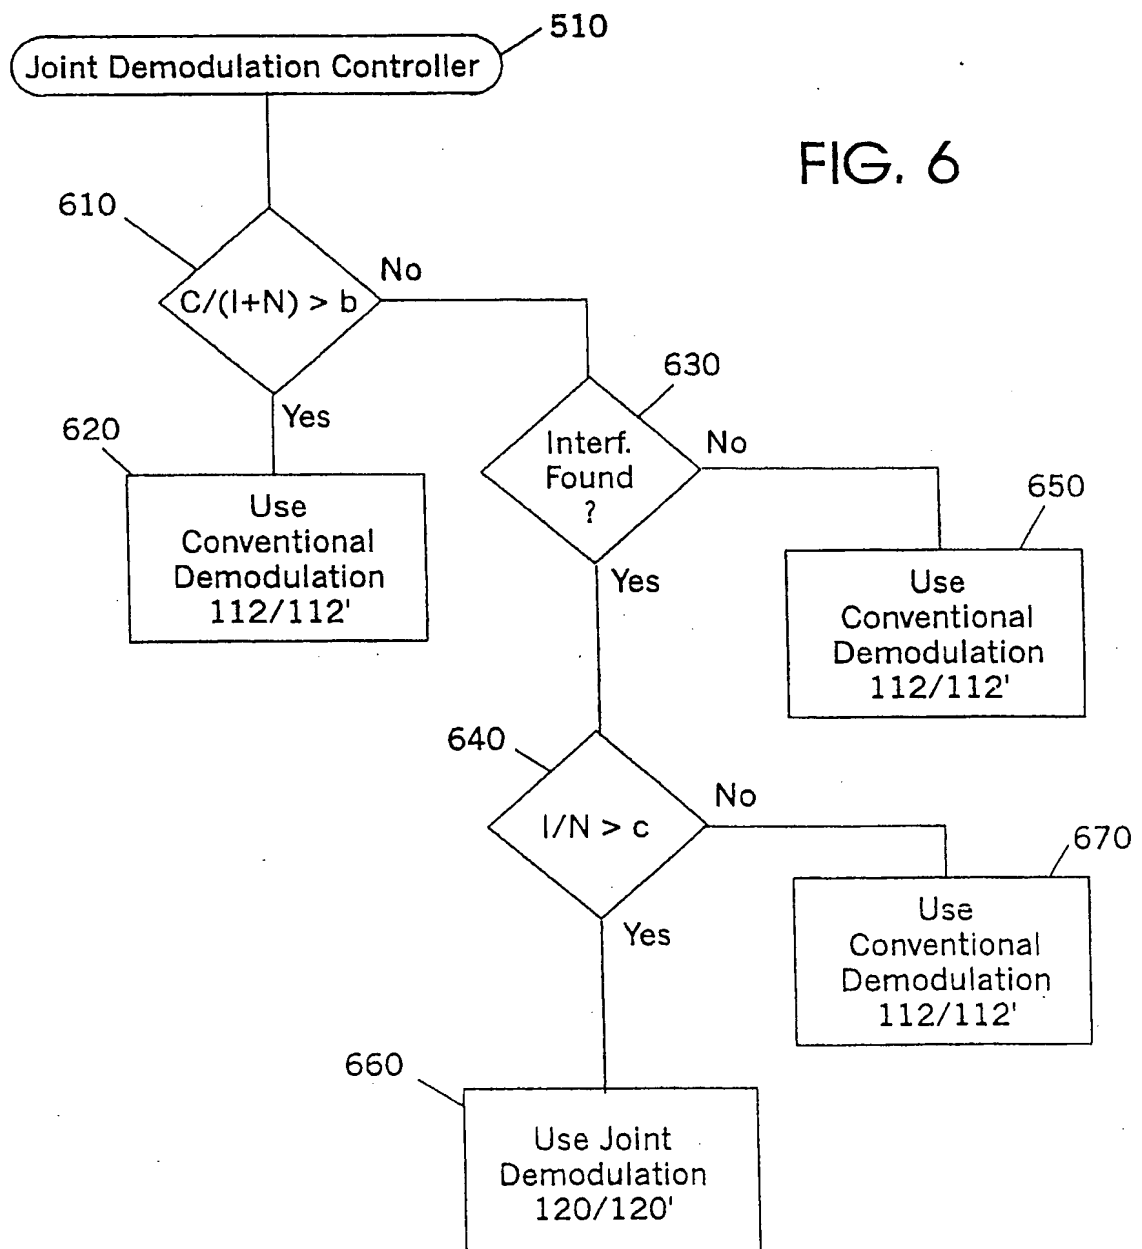 510
Joint Demodulation Controller
FIG. 6
610
C/(I+N) > b
No
Yes
630
Interf.
Found
?
No
Yes
620
Use
Conventional
Demodulation
112/112'
650
Use
Conventional
Demodulation
112/112'
640
I/N > c
No
Yes
670
Use
Conventional
Demodulation
112/112'
660
Use Joint
Demodulation
120/120'